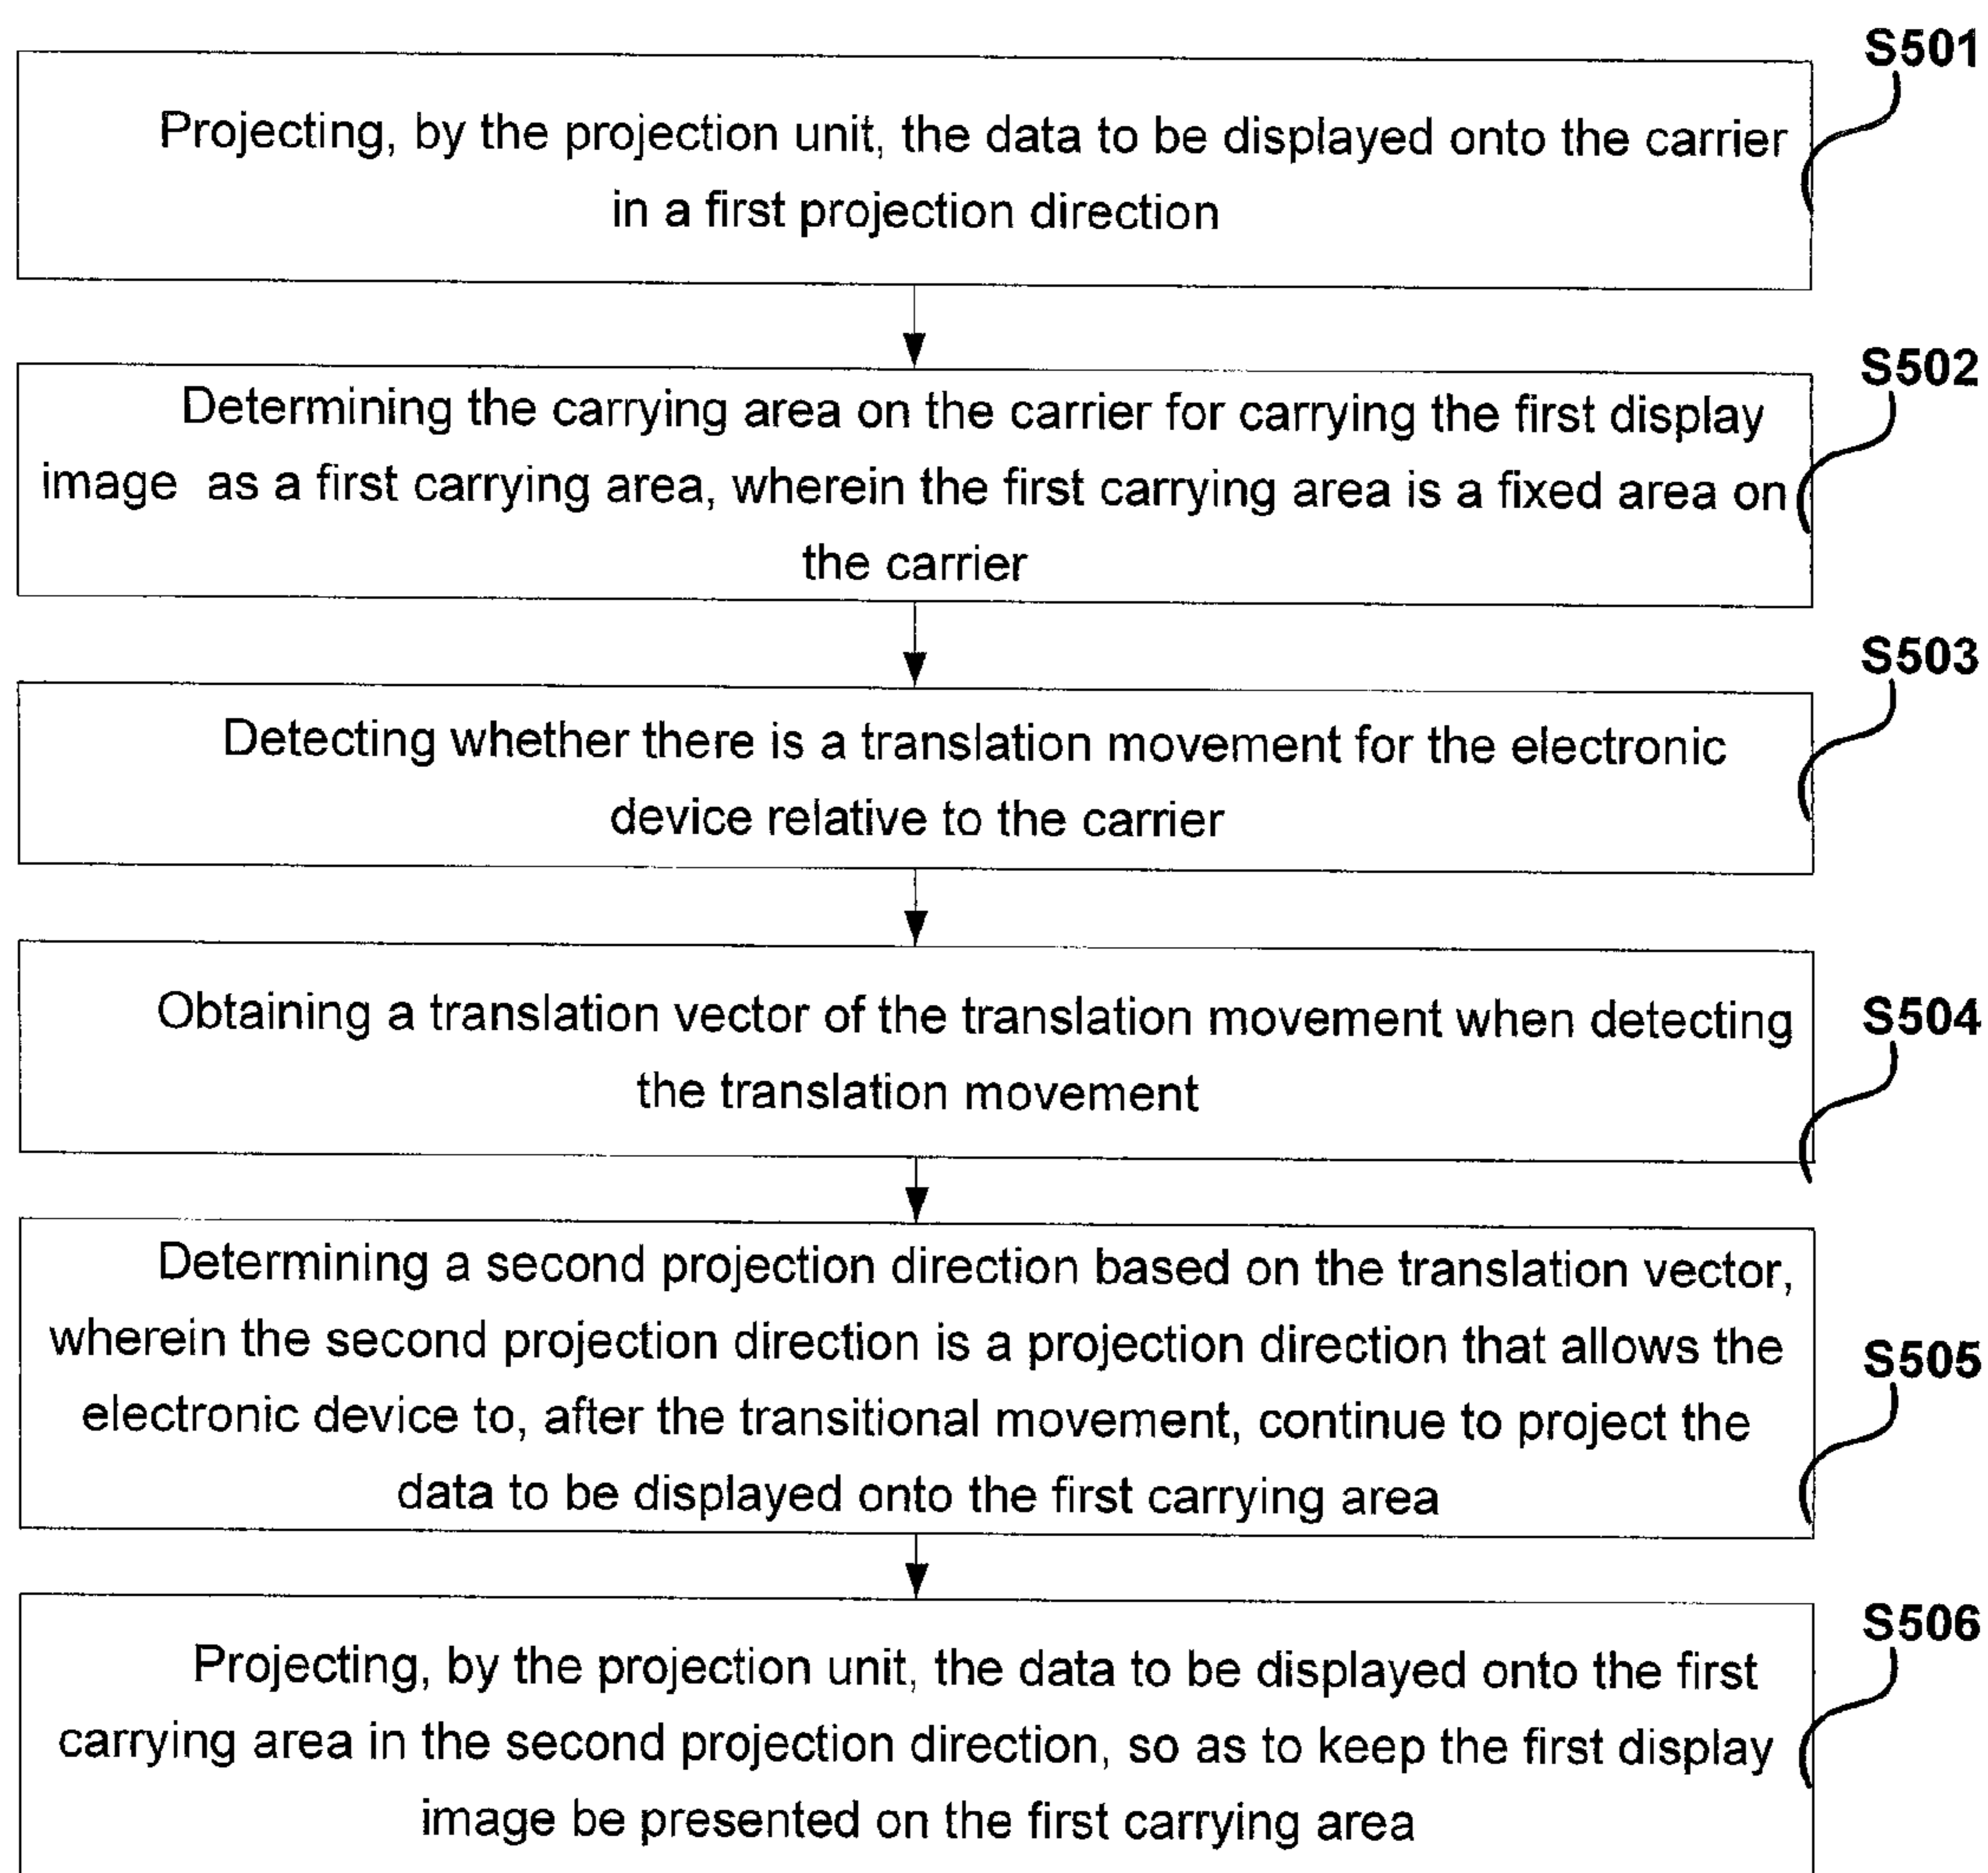 S501
Projecting, by the projection unit, the data to be displayed onto the carrier
in a first projection direction
S502
Determining the carrying area on the carrier for carrying the first display
image as a first carrying area, wherein the first carrying area is a fixed area on
the carrier
S503
Detecting whether there is a translation movement for the electronic
device relative to the carrier
S504
Obtaining a translation vector of the translation movement when detecting
the translation movement
S505
Determining a second projection direction based on the translation vector,
wherein the second projection direction is a projection direction that allows the
electronic device to, after the transitional movement, continue to project the
data to be displayed onto the first carrying area
S506
Projecting, by the projection unit, the data to be displayed onto the first
carrying area in the second projection direction, so as to keep the first display
image be presented on the first carrying area